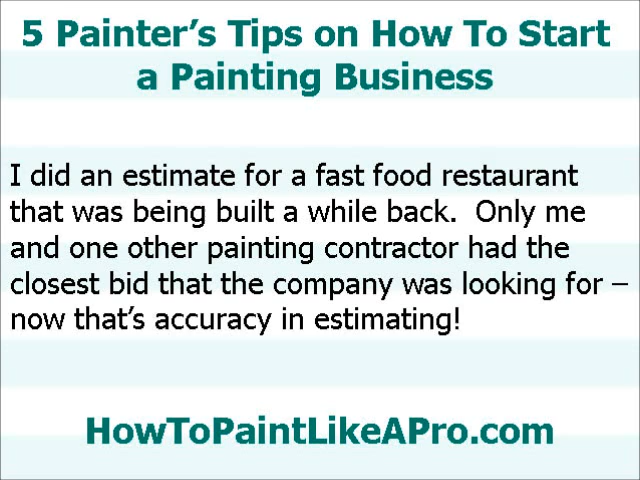 5 Painter’s Tips on How To Start
a Painting Business
I did an estimate for a fast food restaurant
that was being built a while back.  Only me
and one other painting contractor had the
closest bid that the company was looking for –
now that’s accuracy in estimating!
HowToPaintLikeAPro.com